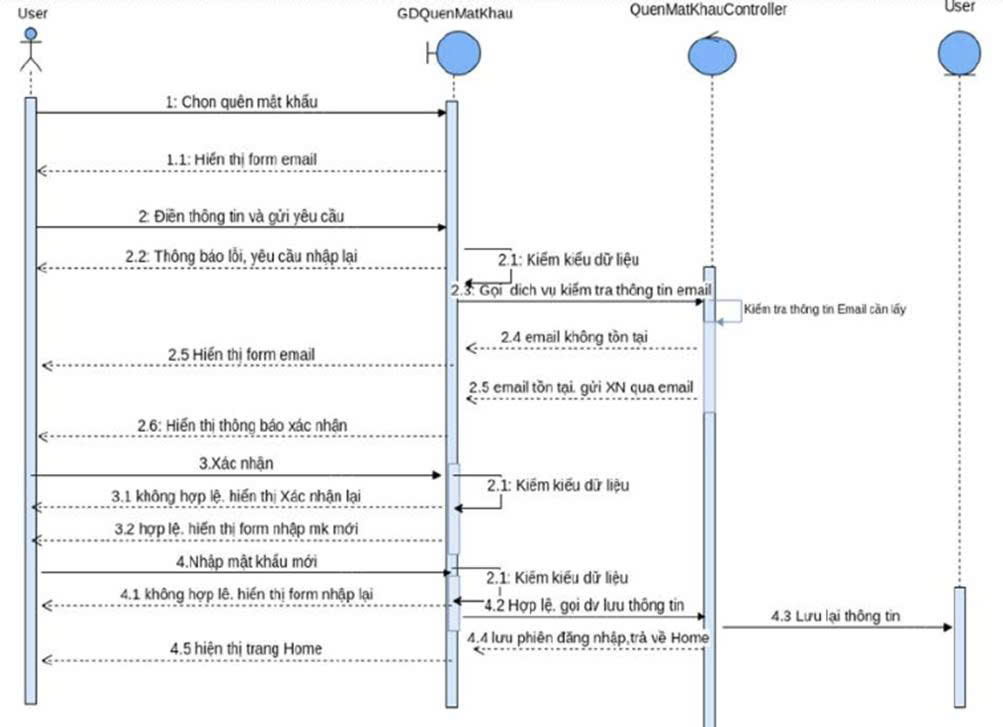 User
GDQuenMatKhau
QuenMatKhauController
User
1: Chọn quên mật khẩu
1.1: Hiển thị form email
2: Điền thông tin và gửi yêu cầu
2.1: Kiểm kiểu dữ liệu
2.2: Thông báo lỗi, yêu cầu nhập lại
2.3: Gọi dich vụ kiểm tra thông tin email
Kiểm tra thông tin Email cần lấy
2.4 email không tồn tại
2.5 Hiển thị form email
2.5 email tồn tại. gửi XN qua email
2.6: Hiển thị thông báo xác nhận
3.Xác nhận
2.1: Kiểm kiểu dữ liệu
3.1 không hợp lệ. hiển thị Xác nhận lại
3.2 hợp lệ. hiển thị form nhập mk mới
4.Nhập mật khẩu mới
2.1: Kiểm kiểu dữ liệu
4.1 không hợp lê. hiển thị form nhập lại
4.2 Hợp lệ. gọi dv lưu thông tin
4.3 Lưu lại thông tin
4.4 lưu phiên đăng nhập,trả về Home
4.5 hiện thị trang Home